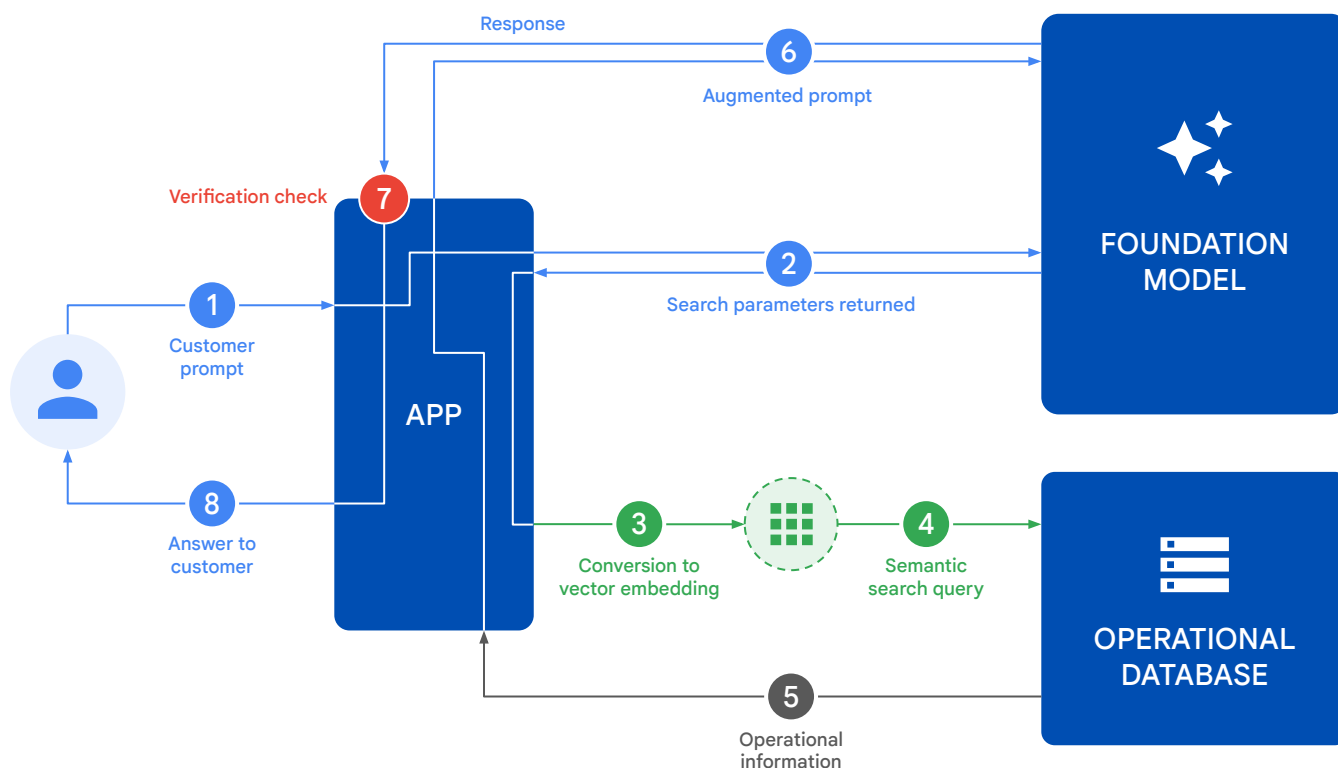 Response
6
Augmented prompt
Verification check
7
FOUNDATION
MODEL
2
Search parameters returned
1
Customer
prompt
APP
8
Answer to
customer
3
Conversion to
vector embedding
4
Semantic
search query
OPERATIONAL
DATABASE
5
Operational
information